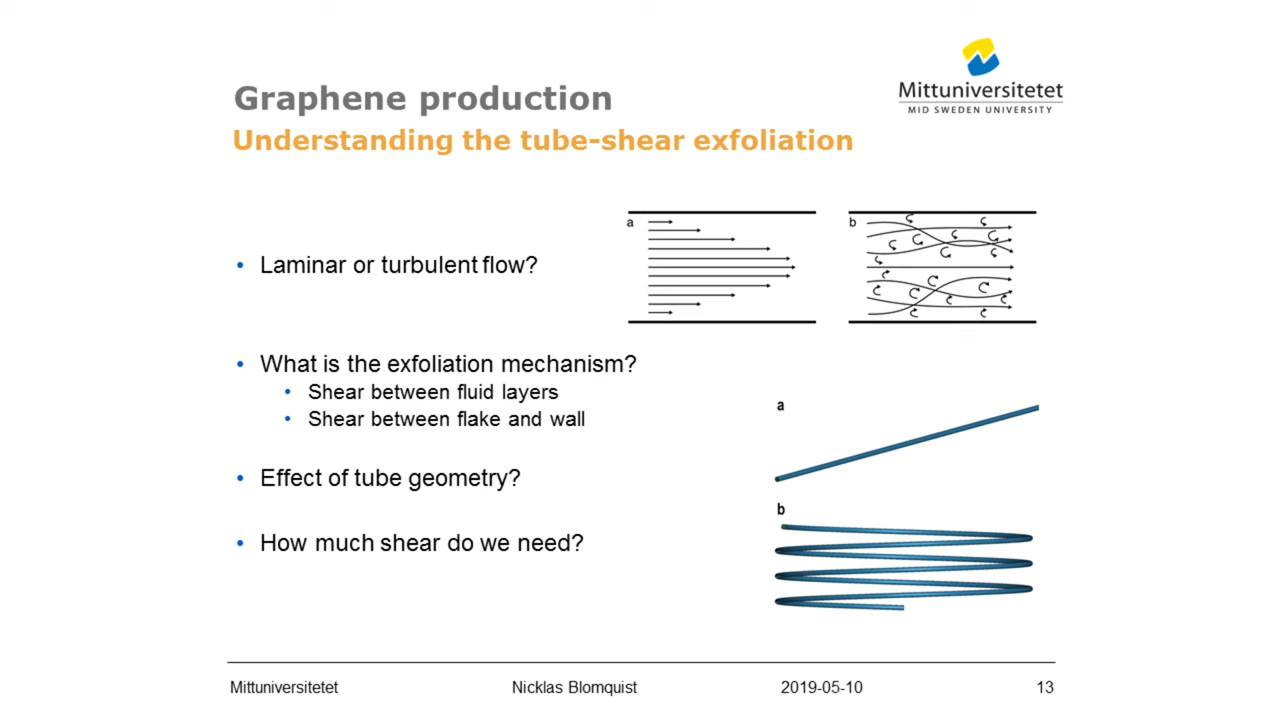 Mittuniversitetet
MID SWEDEN UNIVERSITY
Graphene production
Understanding the tube-shear exfoliation
a
b
• Laminar or turbulent flow?
• What is the exfoliation mechanism?
• Shear between fluid layers
• Shear between flake and wall
a
• Effect of tube geometry?
b
• How much shear do we need?
Mittuniversitetet Nicklas Blomquist 2019-05-10 13